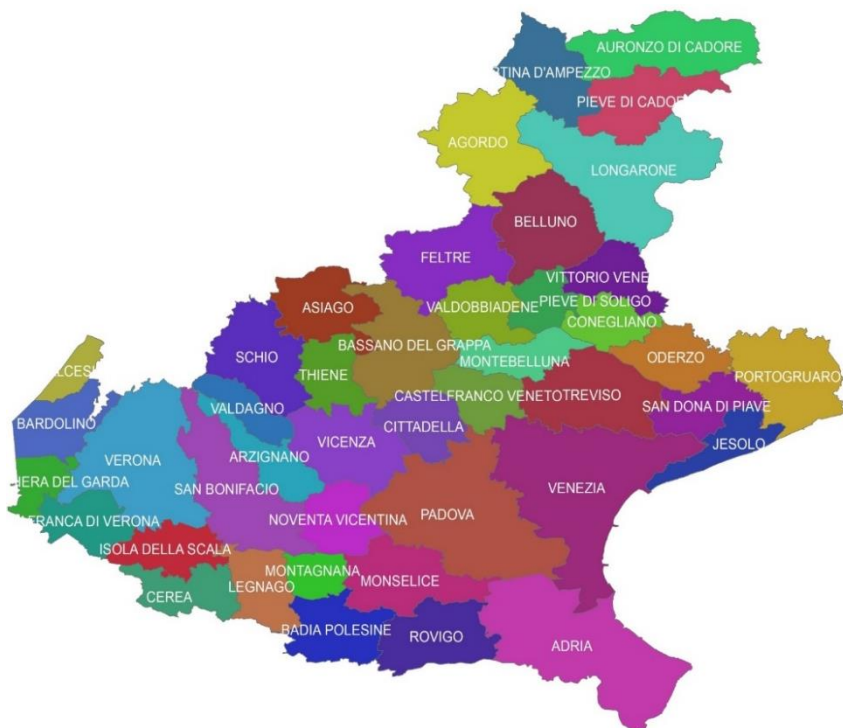 AURONZO DI CADORE
RTINA D'AMPEZZO
PIEVE DI CADO
AGORDO
LONGARONE
BELLUNO
FELTRE
VITTORIO VENE
ASIAGO
VALDOBBIADENE
PIEVE DI SOLIGO
CONEGLIANO
BASSANO DEL GRAPPA
SCHIO
MONTEBELLUNA
ODERZO
THIENE
LCESI
PORTOGRUARO
CASTELFRANCO VENETO
TREVISO
VALDAGNO
SAN DONA DI PIAVE
BARDOLINO
CITTADELLA
VICENZA
JESOLO
ARZIGNANO
VERONA
VENEZIA
HERA DEL GARDA
SAN BONIFACIO
PADOVA
FRANCA DI VERONA
NOVENTA VICENTINA
ISOLA DELLA SCALA
MONTAGNANA
MONSELICE
LEGNAGO
CEREA
BADIA POLESINE
ROVIGO
ADRIA